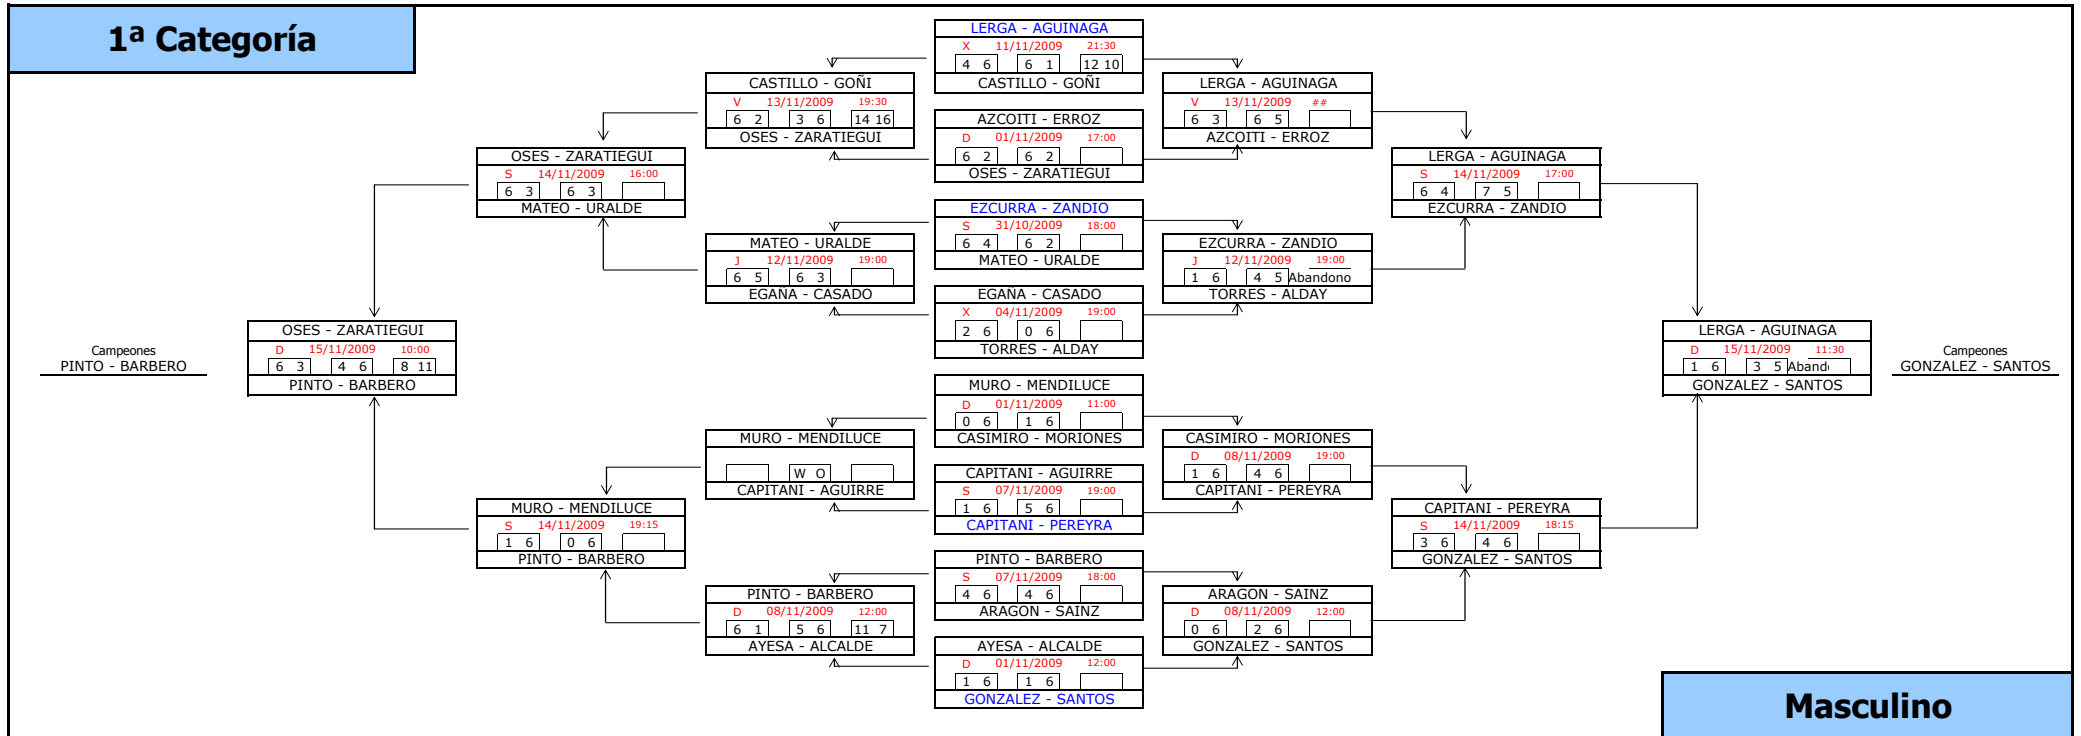 1ª Categoría
LERGA - AGUINAGA
X 11/11/2009 21:30
4 6 6 1 12 10
CASTILLO - GOÑI
AZCOITI - ERROZ
D 01/11/2009 17:00
6 2 6 2
OSES - ZARATIEGUI
EZCURRA - ZANDIO
S 31/10/2009 18:00
6 4 6 2
MATEO - URALDE
EGAÑA - CASADO
X 04/11/2009 19:00
2 6 0 6
TORRES - ALDAY
MURO - MENDILUCE
D 01/11/2009 11:00
0 6 1 6
CASIMIRO - MORIONES
CAPITANI - AGUIRRE
S 07/11/2009 19:00
1 6 5 6
CAPITANI - PEREYRA
PINTO - BARBERO
S 07/11/2009 18:00
4 6 4 6
ARAGON - SAINZ
AYESA - ALCALDE
D 01/11/2009 12:00
1 6 1 6
GONZALEZ - SANTOS
CASTILLO - GOÑI
V 13/11/2009 19:30
6 2 3 6 14 16
OSES - ZARATIEGUI
MATEO - URALDE
J 12/11/2009 19:00
6 5 6 3
EGAÑA - CASADO
MURO - MENDILUCE
W O
CAPITANI - AGUIRRE
PINTO - BARBERO
D 08/11/2009 12:00
6 1 5 6 11 7
AYESA - ALCALDE
OSES - ZARATIEGUI
S 14/11/2009 16:00
6 3 6 3
MATEO - URALDE
MURO - MENDILUCE
S 14/11/2009 19:15
1 6 0 6
PINTO - BARBERO
OSES - ZARATIEGUI
D 15/11/2009 10:00
6 3 4 6 8 11
PINTO - BARBERO
Campeones
PINTO - BARBERO
LERGA - AGUINAGA
V 13/11/2009 ##
6 3 6 5
AZCOITI - ERROZ
EZCURRA - ZANDIO
J 12/11/2009 19:00
1 6 4 5 Abandono
TORRES - ALDAY
CASIMIRO - MORIONES
D 08/11/2009 19:00
1 6 4 6
CAPITANI - PEREYRA
ARAGON - SAINZ
D 08/11/2009 12:00
0 6 2 6
GONZALEZ - SANTOS
LERGA - AGUINAGA
S 14/11/2009 17:00
6 4 7 5
EZCURRA - ZANDIO
CAPITANI - PEREYRA
S 14/11/2009 18:15
3 6 4 6
GONZALEZ - SANTOS
LERGA - AGUINAGA
D 15/11/2009 11:30
1 6 3 5 Aband
GONZALEZ - SANTOS
Campeones
GONZALEZ - SANTOS
Masculino